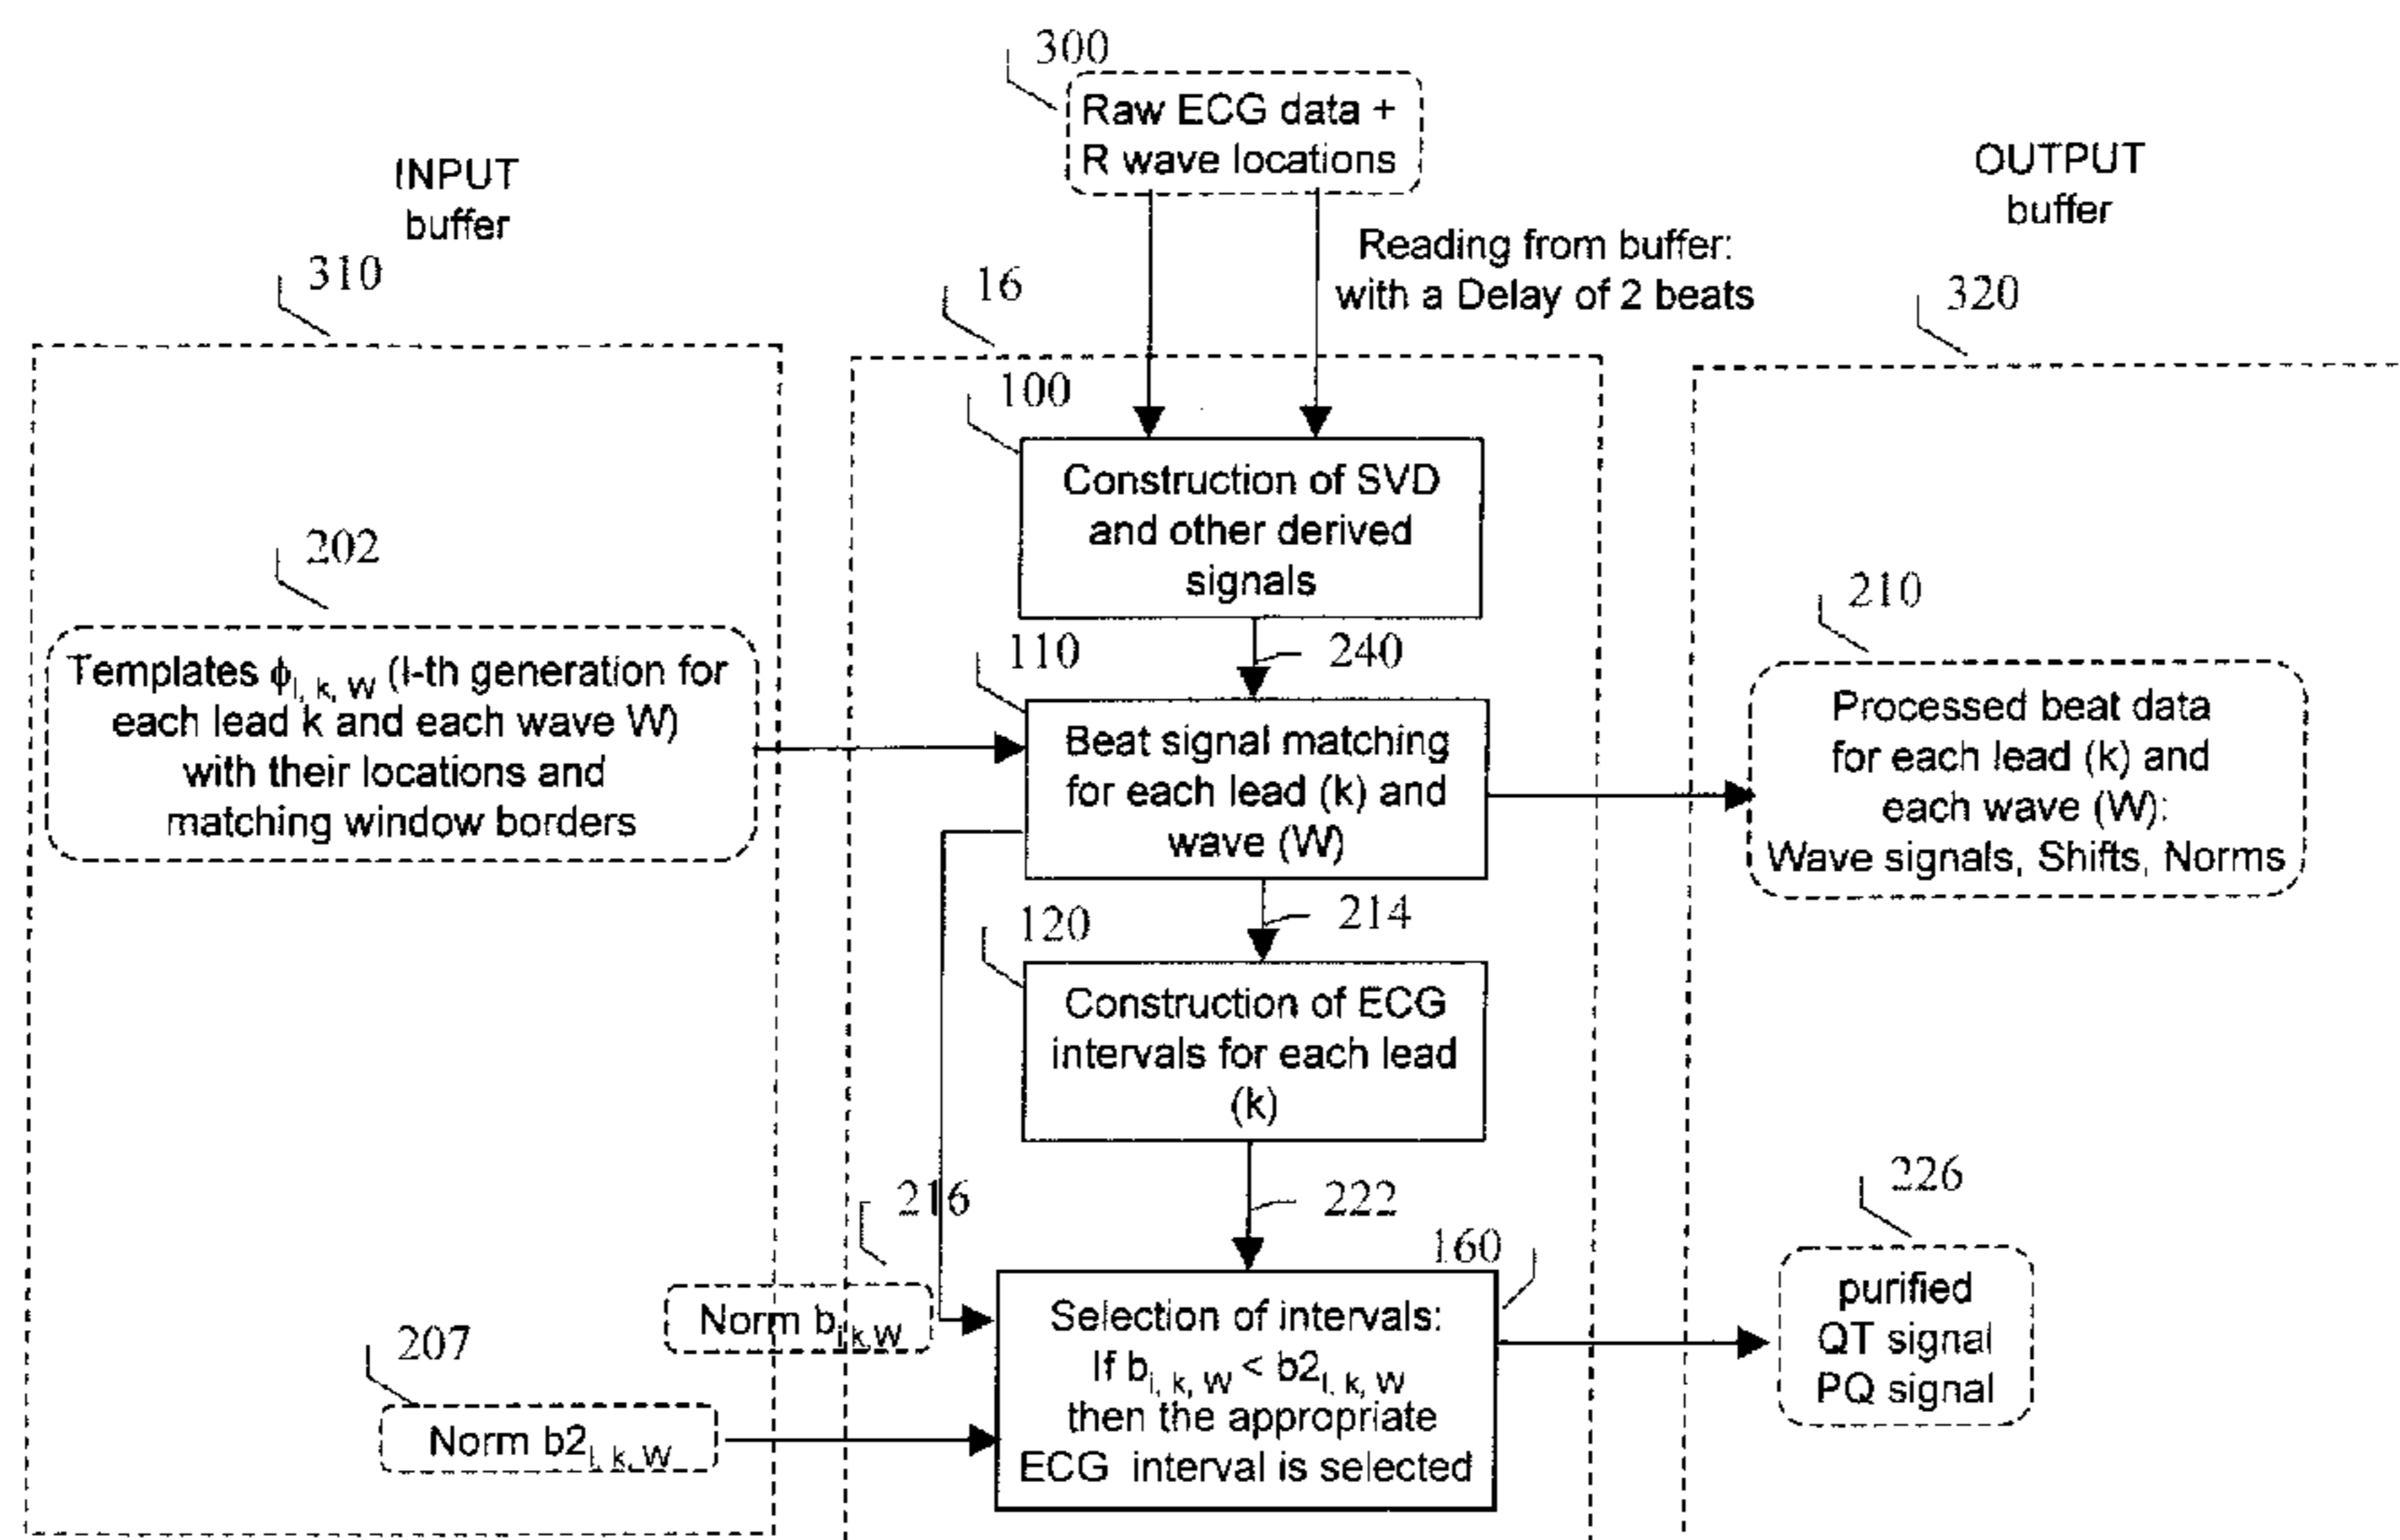 300
Raw ECG data +
R wave locations
INPUT
buffer
OUTPUT
buffer
Reading from buffer:
with a Delay of 2 beats
310
16
320
100
Construction of SVD
and other derived
signals
202
Templates ϕl, k, W (l-th generation for
each lead k and each wave W)
with their locations and
matching window borders
240
110
Beat signal matching
for each lead (k) and
wave (W)
210
Processed beat data
for each lead (k) and
each wave (W):
Wave signals, Shifts, Norms
214
120
Construction of ECG
intervals for each lead
(k)
216
222
160
226
Norm bi,k,W
Selection of intervals:
If bi, k, W < b2l, k, W
then the appropriate
ECG interval is selected
purified
QT signal
PQ signal
207
Norm b2l, k, W